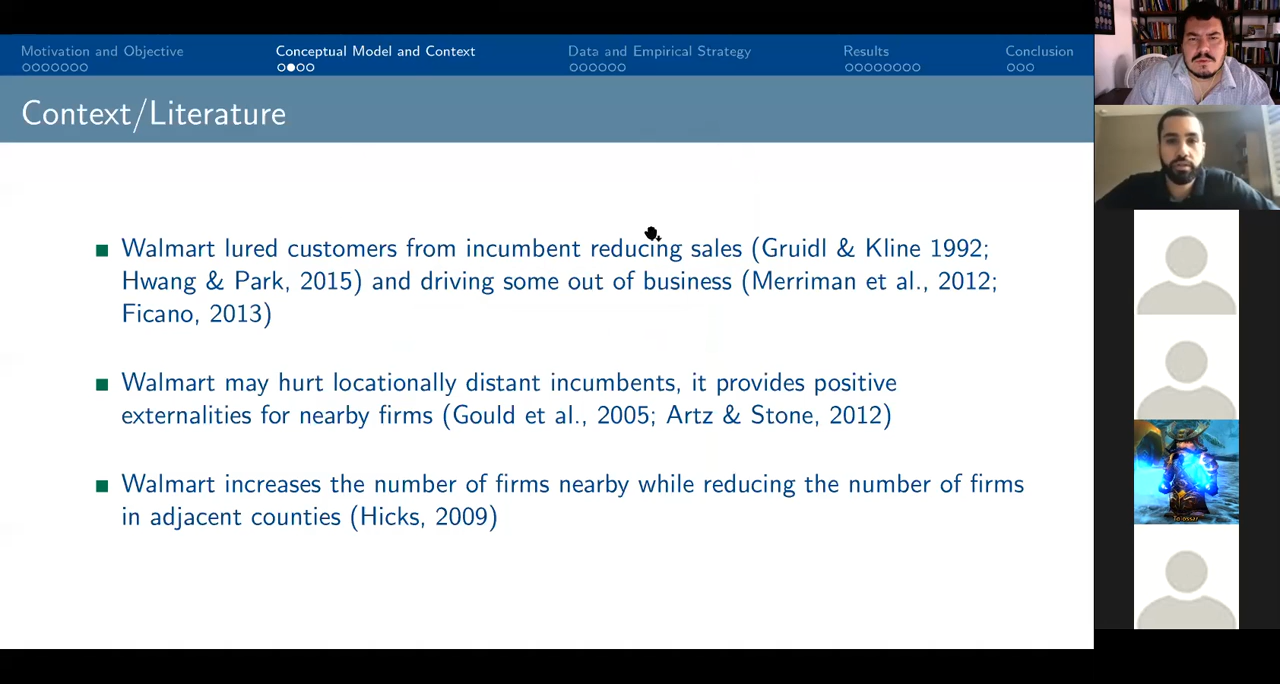 Motivation and Objective
Conceptual Model and Context
Data and Empirical Strategy
Results
Conclusion
Context/Literature
Walmart lured customers from incumbent reducing sales (Gruidl & Kline 1992;
Hwang & Park, 2015) and driving some out of business (Merriman et al., 2012;
Ficano, 2013)
Walmart may hurt locationally distant incumbents, it provides positive
externalities for nearby firms (Gould et al., 2005; Artz & Stone, 2012)
Walmart increases the number of firms nearby while reducing the number of firms
in adjacent counties (Hicks, 2009)